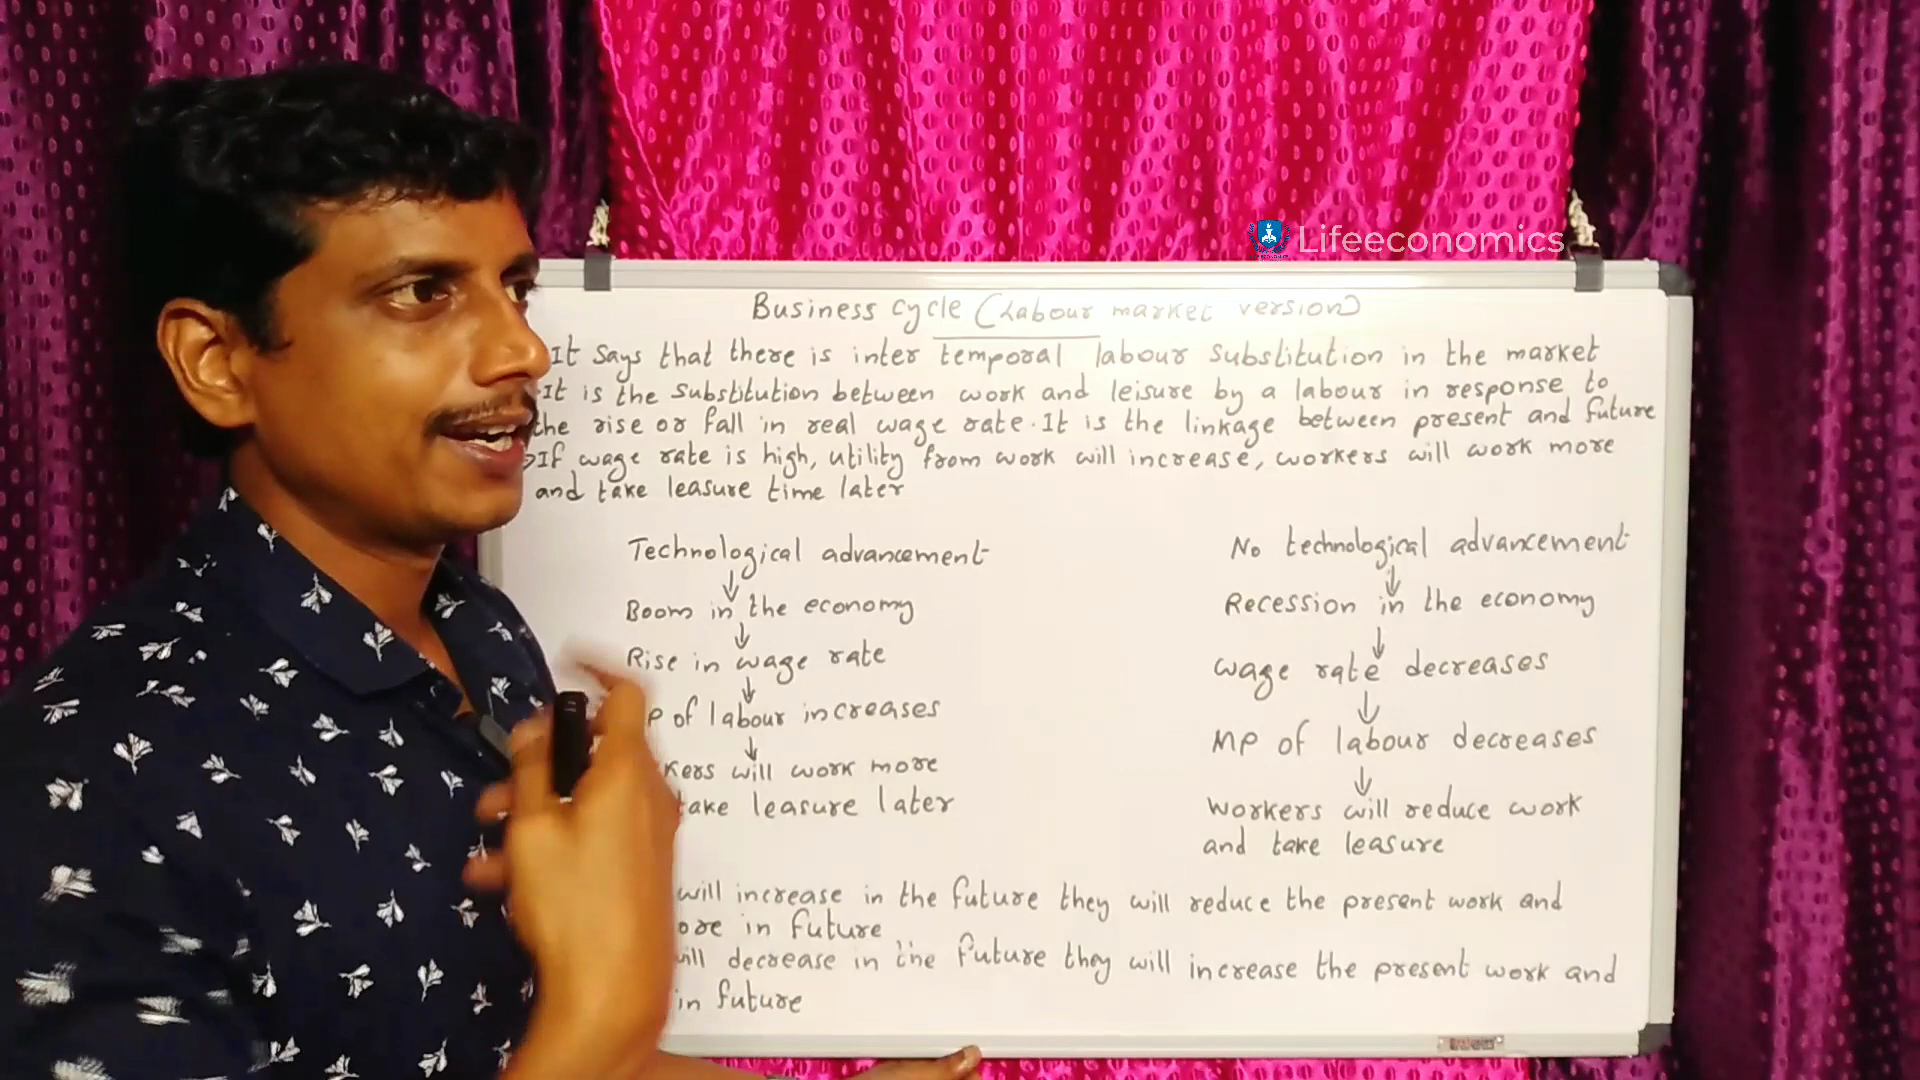 Lifeeconomics
Business cycle (Labour market version)
It says that there is inter temporal labour substitution in the market
It is the substitution between work and leisure by a labour in response to
the rise or fall in real wage rate. It is the linkage between present and future
If wage rate is high, utility from work will increase, workers will work more
and take leasure time later
Technological advancement
↓
Boom in the economy
↓
Rise in wage rate
↓
P of labour increases
↓
kers will work more
take leasure later
No technological advancement
↓
Recession in the economy
↓
wage rate decreases
↓
MP of labour decreases
↓
workers will reduce work
and take leasure
will increase in the future they will reduce the present work and
ore in future
will decrease in the future they will increase the present work and
in future